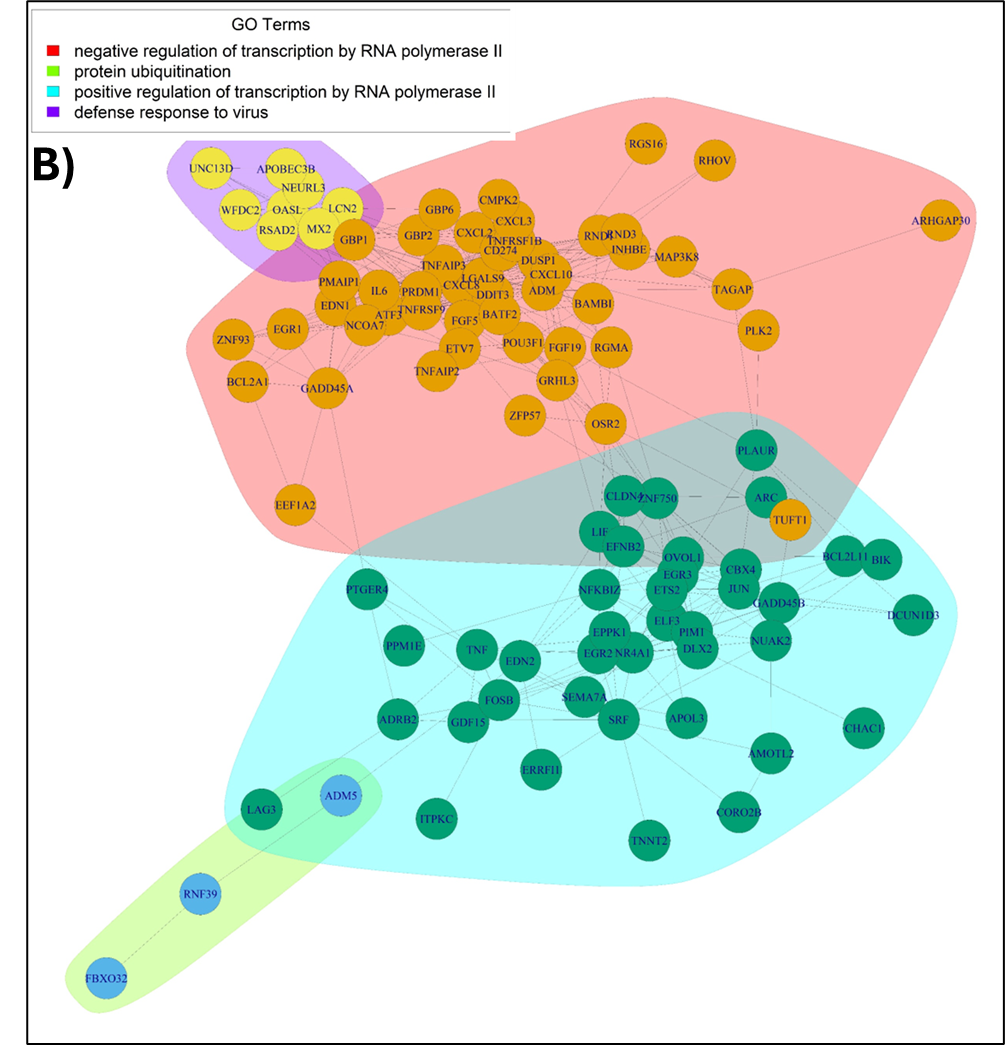 GO Terms
negative regulation of transcription by RNA polymerase II
protein ubiquitination
positive regulation of transcription by RNA polymerase II
defense response to virus
B)
RGS16
RHOV
UNC13D
APOBEC3B
NEURL3
WFDC2
OASL
LCN2
RSAD2
MX2
GBP1
GBP6
CMPK2
GBP2
CXCL2
CXCL3
TNFRSF1B
CD274
RND3
INHBE
ARHGAP30
MAP3K8
DUSP1
TNFAIP3
LGALS9
CXCL10
CXCL8
PMAIP1
IL6
PRDM1
DDIT3
ADM
TAGAP
EDN1
ATF3
TNFRSF9
BATF2
BAMBI
NCOA7
FGF5
EGR1
ZNF93
PLK2
ETV7
POU3F1
FGF19
RGMA
TNFAIP2
BCL2A1
GADD45A
GRHL3
ZFP57
OSR2
PLAUR
EEF1A2
CLDN4
ZNF750
ARC
TUFT1
LIF
EFNB2
OVOL1
BCL2L11
BIK
EGR3
CBX4
PTGER4
NFKBIZ
ETS2
JUN
GADD45B
DCUN1D3
ELF3
EPPK1
PIM1
NUAK2
PPM1E
TNF
EDN2
EGR2
NR4A1
DLX2
FOSB
SEMA7A
ADRB2
GDF15
SRF
APOL3
CHAC1
AMOTL2
ERRFI1
ADM5
LAG3
ITPKC
CORO2B
TNNT2
RNF39
FBXO32